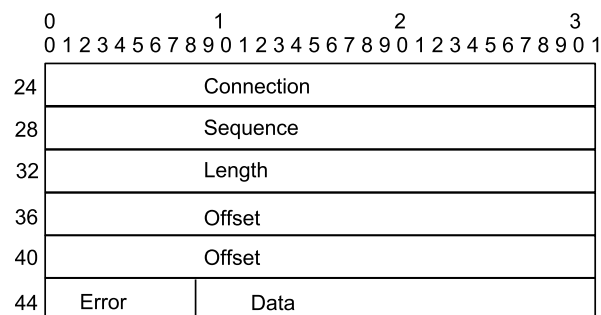 0 1 2 3
0 1 2 3 4 5 6 7 8 9 0 1 2 3 4 5 6 7 8 9 0 1 2 3 4 5 6 7 8 9 0 1
24 Connection
28 Sequence
32 Length
36 Offset
40 Offset
44 Error Data